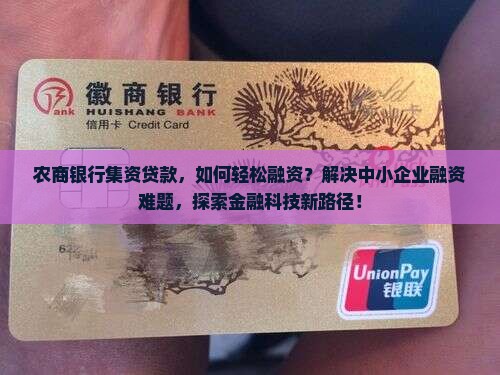 徽商银行
Bank
HUISHANG BANK
信用卡 Credit Card
Gold
农商银行集资贷款，如何轻松融资？解决中小企业融资
难题，探索金融科技新路径！
UnionPay
银联